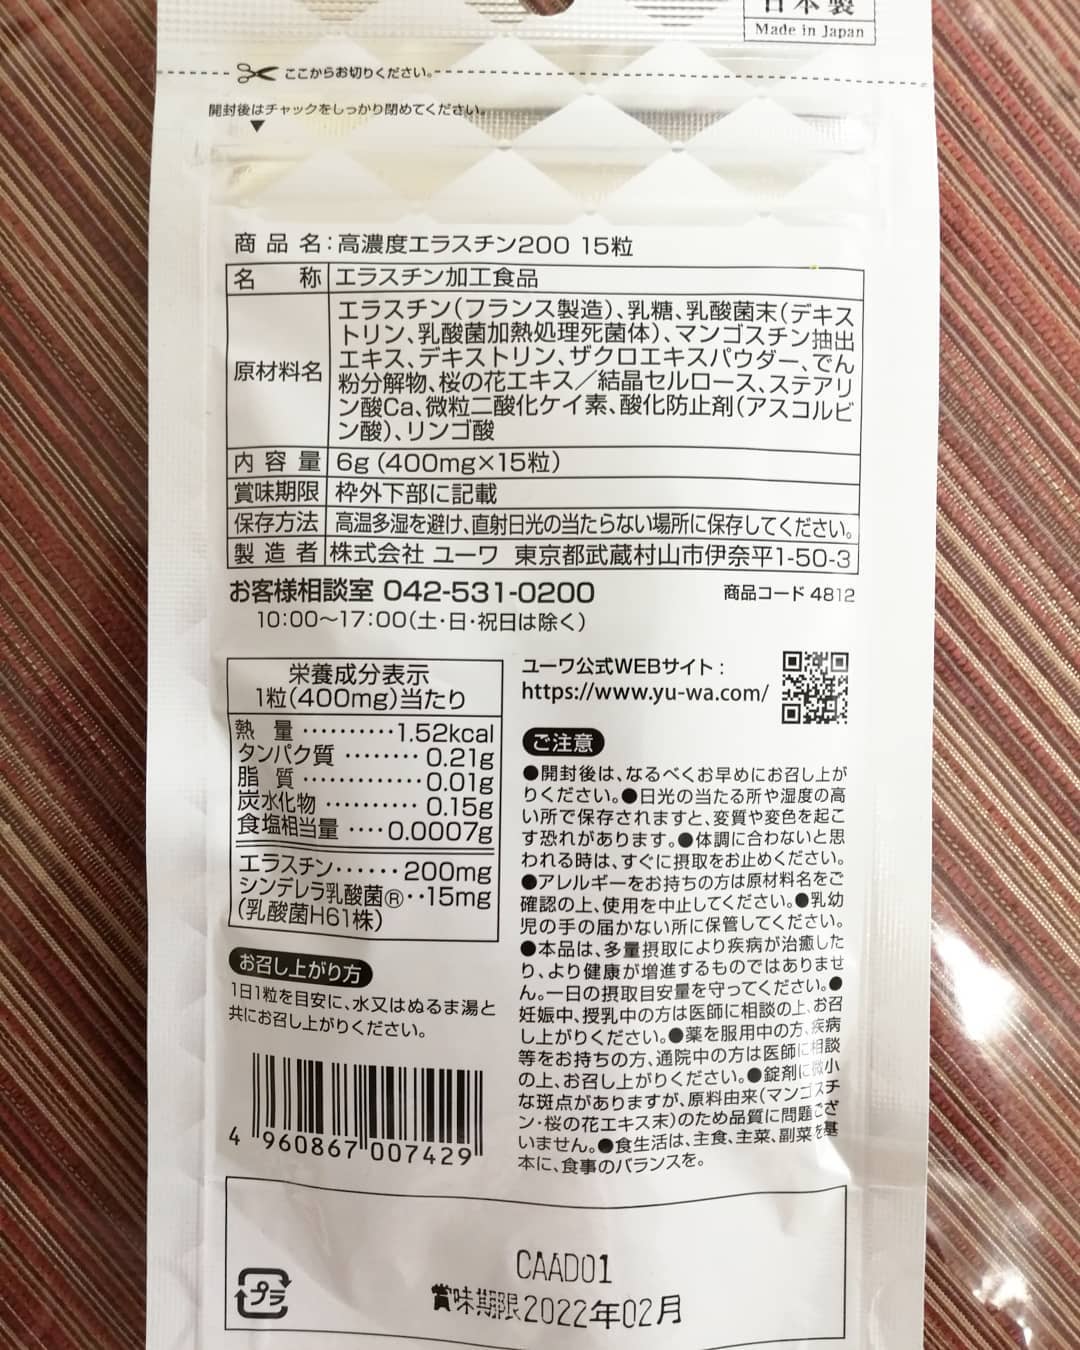 日本製
Made in Japan
ここからお切りください。
開封後はチャックをしっかり閉めてください。
商品名：高濃度エラスチン200 15粒
名称 エラスチン加工食品
原材料名
エラスチン（フランス製造）、乳糖、乳酸菌末（デキス
トリン、乳酸菌加熱処理死菌体）、マンゴスチン抽出
エキス、デキストリン、ザクロエキスパウダー、でん
粉分解物、桜の花エキス／結晶セルロース、ステアリ
ン酸Ca、微粒二酸化ケイ素、酸化防止剤（アスコルビ
ン酸）、リンゴ酸
内容量 6g（400mg×15粒）
賞味期限 枠外下部に記載
保存方法 高温多湿を避け、直射日光の当たらない場所に保存してください。
製造者 株式会社 ユーワ 東京都武蔵村山市伊奈平1-50-3
お客様相談室 042-531-0200
商品コード 4812
10:00〜17:00（土・日・祝日は除く）
栄養成分表示
1粒（400mg）当たり
熱量 ‥‥‥‥‥1.52kcal
タンパク質 ‥‥‥‥ 0.21g
脂質 ‥‥‥‥‥‥ 0.01g
炭水化物 ‥‥‥‥‥ 0.15g
食塩相当量 ‥‥0.0007g
エラスチン‥‥‥200mg
シンデレラ乳酸菌®‥15mg
（乳酸菌H61株）
お召し上がり方
1日1粒を目安に、水又はぬるま湯と
共にお召し上がりください。
4 960867 007429
ユーワ公式WEBサイト：
https://www.yu-wa.com/
ご注意
●開封後は、なるべくお早めにお召し上が
りください。●日光の当たる所や湿度の高
い所で保存されますと、変質や変色を起こ
す恐れがあります。●体調に合わないと思
われる時は、すぐに摂取をお止めください。
●アレルギーをお持ちの方は原材料名をご
確認の上、使用を中止してください。●乳幼
児の手の届かない所に保管してください。
●本品は、多量摂取により疾病が治癒した
り、より健康が増進するものではありませ
ん。一日の摂取目安量を守ってください。●
妊娠中、授乳中の方は医師に相談の上、お召
し上がりください。●薬を服用中の方、疾病
等をお持ちの方、通院中の方は医師に相談
の上、お召し上がりください。●錠剤に微小
な斑点がありますが、原料由来（マンゴスチ
ン・桜の花エキス末）のため品質に問題ござ
いません。●食生活は、主食、主菜、副菜を基
本に、食事のバランスを。
CAAD01
賞味期限2022年02月
プラ